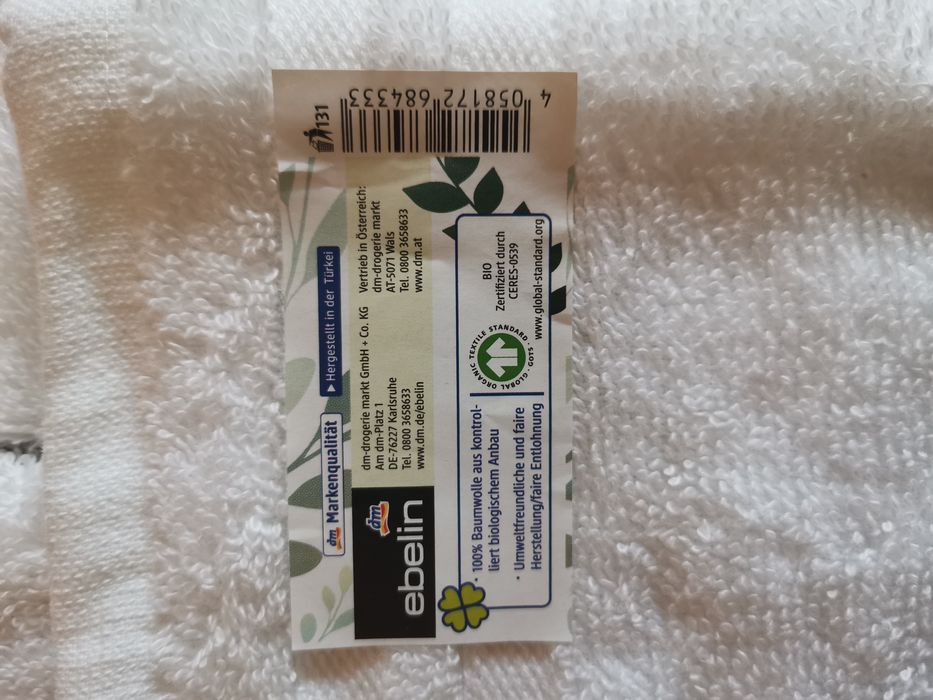 dm Markenqualität
▶ Hergestellt in der Türkei
dm
ebelin
dm-drogerie markt GmbH + Co. KG
Am dm-Platz 1
DE-76227 Karlsruhe
Tel. 0800 3658633
www.dm.de/ebelin
Vertrieb in Österreich:
dm-drogerie markt
AT-5071 Wals
Tel. 0800 3658633
www.dm.at
· 100% Baumwolle aus kontrol-
liert biologischem Anbau
· Umweltfreundliche und faire
Herstellung/faire Entlohnung
GLOBAL ORGANIC TEXTILE STANDARD · GOTS ·
BIO
Zertifiziert durch
CERES-0539
www.global-standard.org
131
4 058172 684333